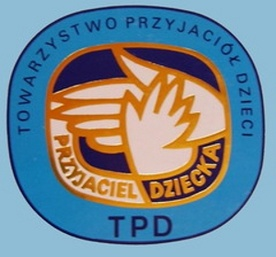 TOWARZYSTWO PRZYJACIÓŁ DZIECI
PRZYJACIEL DZIECKA
TPD